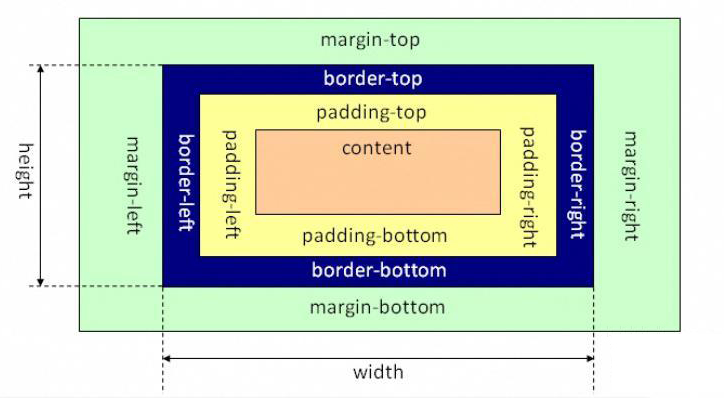 margin-top
border-top
padding-top
content
height
margin-left
border-left
padding-left
padding-right
border-right
margin-right
padding-bottom
border-bottom
margin-bottom
width